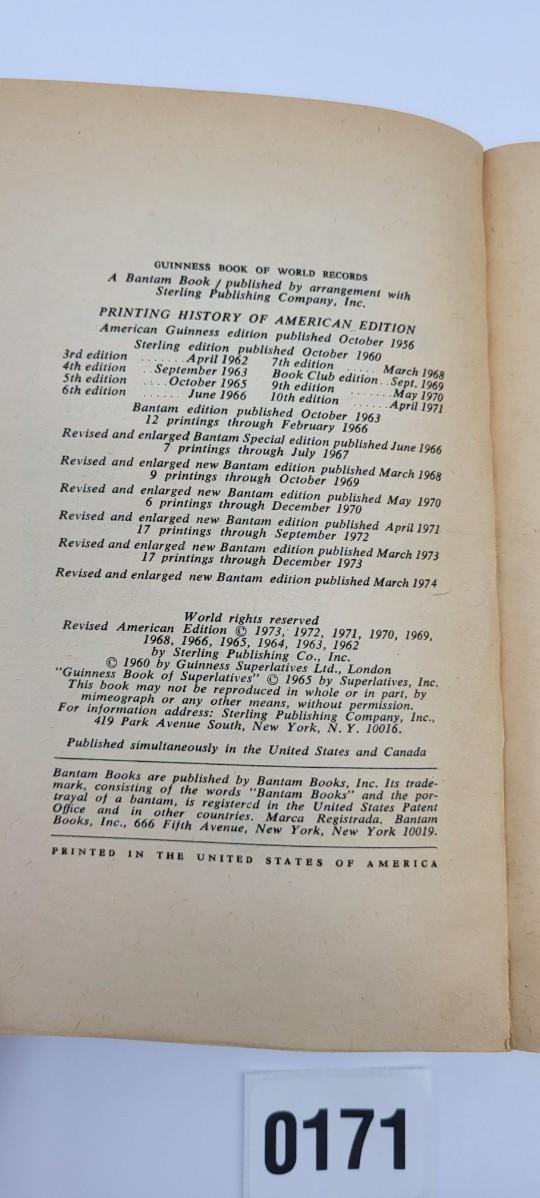 GUINNESS BOOK OF WORLD RECORDS
A Bantam Book / published by arrangement with
Sterling Publishing Company, Inc.
PRINTING HISTORY OF AMERICAN EDITION
American Guinness edition published October 1956
Sterling edition published October 1960
3rd edition ....... April 1962 7th edition ..... March 1968
4th edition .. September 1963 Book Club edition .. Sept. 1969
5th edition .... October 1965 9th edition ....... May 1970
6th edition ...... June 1966 10th edition ...... April 1971
Bantam edition published October 1963
12 printings through February 1966
Revised and enlarged Bantam Special edition published June 1966
7 printings through July 1967
Revised and enlarged new Bantam edition published March 1968
9 printings through October 1969
Revised and enlarged new Bantam edition published May 1970
6 printings through December 1970
Revised and enlarged new Bantam edition published April 1971
17 printings through September 1972
Revised and enlarged new Bantam edition published March 1973
17 printings through December 1973
Revised and enlarged new Bantam edition published March 1974
World rights reserved
Revised American Edition © 1973, 1972, 1971, 1970, 1969,
1968, 1966, 1965, 1964, 1963, 1962
by Sterling Publishing Co., Inc.
© 1960 by Guinness Superlatives Ltd., London
"Guinness Book of Superlatives" © 1965 by Superlatives, Inc.
This book may not be reproduced in whole or in part, by
mimeograph or any other means, without permission.
For information address: Sterling Publishing Company, Inc.,
419 Park Avenue South, New York, N. Y. 10016.
Published simultaneously in the United States and Canada
Bantam Books are published by Bantam Books, Inc. Its trade-
mark, consisting of the words "Bantam Books" and the por-
trayal of a bantam, is registered in the United States Patent
Office and in other countries. Marca Registrada. Bantam
Books, Inc., 666 Fifth Avenue, New York, New York 10019.
PRINTED IN THE UNITED STATES OF AMERICA
0171